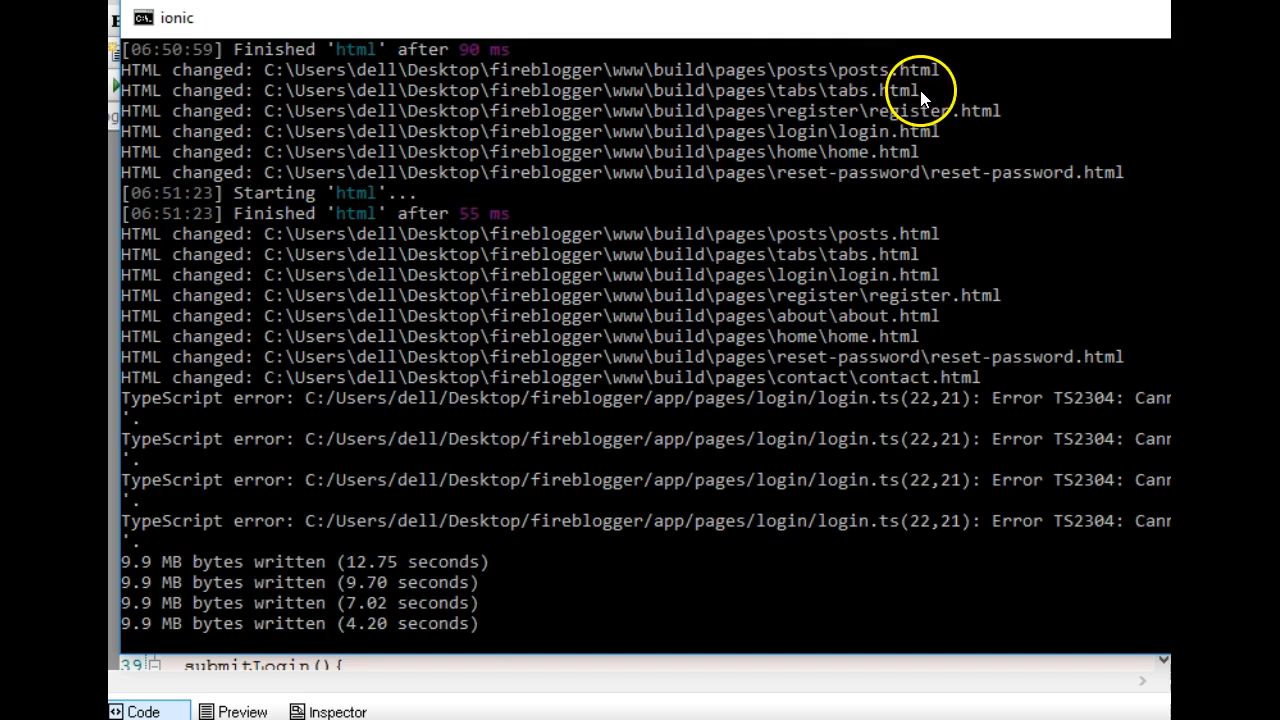 ionic
[06:50:59] Finished 'html' after 90 ms
HTML changed: C:\Users\dell\Desktop\fireblogger\www\build\pages\posts\posts.html
HTML changed: C:\Users\dell\Desktop\fireblogger\www\build\pages\tabs\tabs.html
HTML changed: C:\Users\dell\Desktop\fireblogger\www\build\pages\register\register.html
HTML changed: C:\Users\dell\Desktop\fireblogger\www\build\pages\login\login.html
HTML changed: C:\Users\dell\Desktop\fireblogger\www\build\pages\home\home.html
HTML changed: C:\Users\dell\Desktop\fireblogger\www\build\pages\reset-password\reset-password.html
[06:51:23] Starting 'html'...
[06:51:23] Finished 'html' after 55 ms
HTML changed: C:\Users\dell\Desktop\fireblogger\www\build\pages\posts\posts.html
HTML changed: C:\Users\dell\Desktop\fireblogger\www\build\pages\tabs\tabs.html
HTML changed: C:\Users\dell\Desktop\fireblogger\www\build\pages\login\login.html
HTML changed: C:\Users\dell\Desktop\fireblogger\www\build\pages\register\register.html
HTML changed: C:\Users\dell\Desktop\fireblogger\www\build\pages\about\about.html
HTML changed: C:\Users\dell\Desktop\fireblogger\www\build\pages\home\home.html
HTML changed: C:\Users\dell\Desktop\fireblogger\www\build\pages\reset-password\reset-password.html
HTML changed: C:\Users\dell\Desktop\fireblogger\www\build\pages\contact\contact.html
TypeScript error: C:/Users/dell/Desktop/fireblogger/app/pages/login/login.ts(22,21): Error TS2304: Cann
'.
TypeScript error: C:/Users/dell/Desktop/fireblogger/app/pages/login/login.ts(22,21): Error TS2304: Cann
'.
TypeScript error: C:/Users/dell/Desktop/fireblogger/app/pages/login/login.ts(22,21): Error TS2304: Cann
'.
TypeScript error: C:/Users/dell/Desktop/fireblogger/app/pages/login/login.ts(22,21): Error TS2304: Cann
'.
9.9 MB bytes written (12.75 seconds)
9.9 MB bytes written (9.70 seconds)
9.9 MB bytes written (7.02 seconds)
9.9 MB bytes written (4.20 seconds)
39 submitLogin(){
Code Preview Inspector